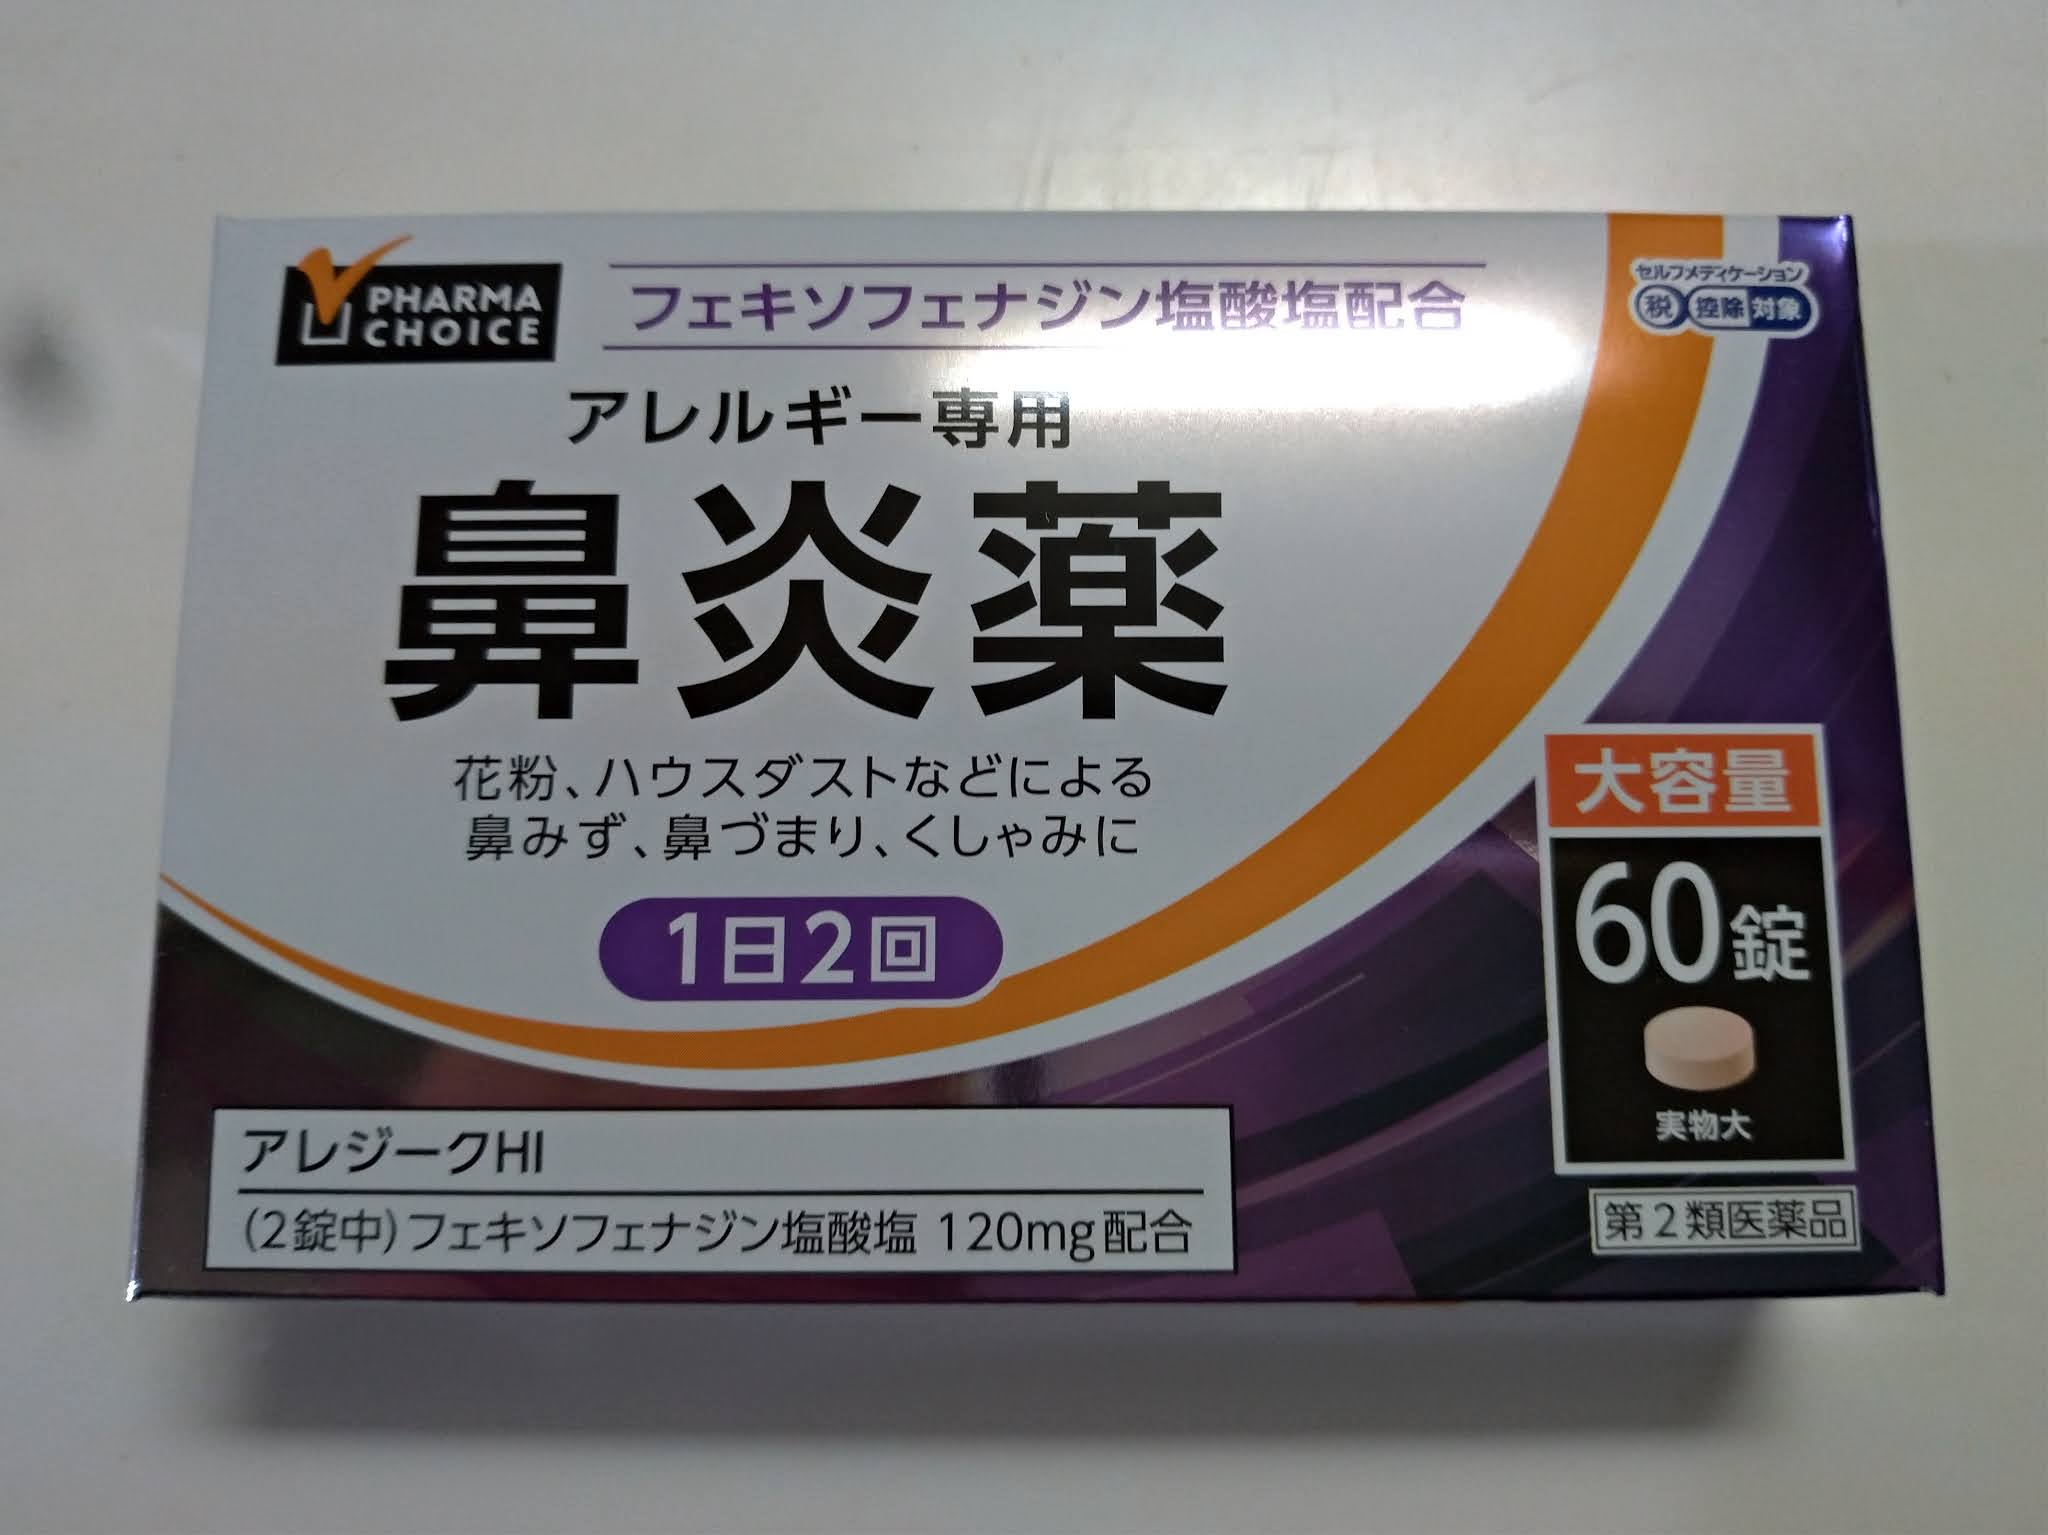 PHARMA
CHOICE
フェキソフェナジン塩酸塩配合
セルフメディケーション
税 控除 対象
アレルギー専用
鼻炎薬
花粉、ハウスダストなどによる
鼻みず、鼻づまり、くしゃみに
1日2回
大容量
60錠
実物大
第2類医薬品
アレジークHI
(2錠中)フェキソフェナジン塩酸塩 120mg配合